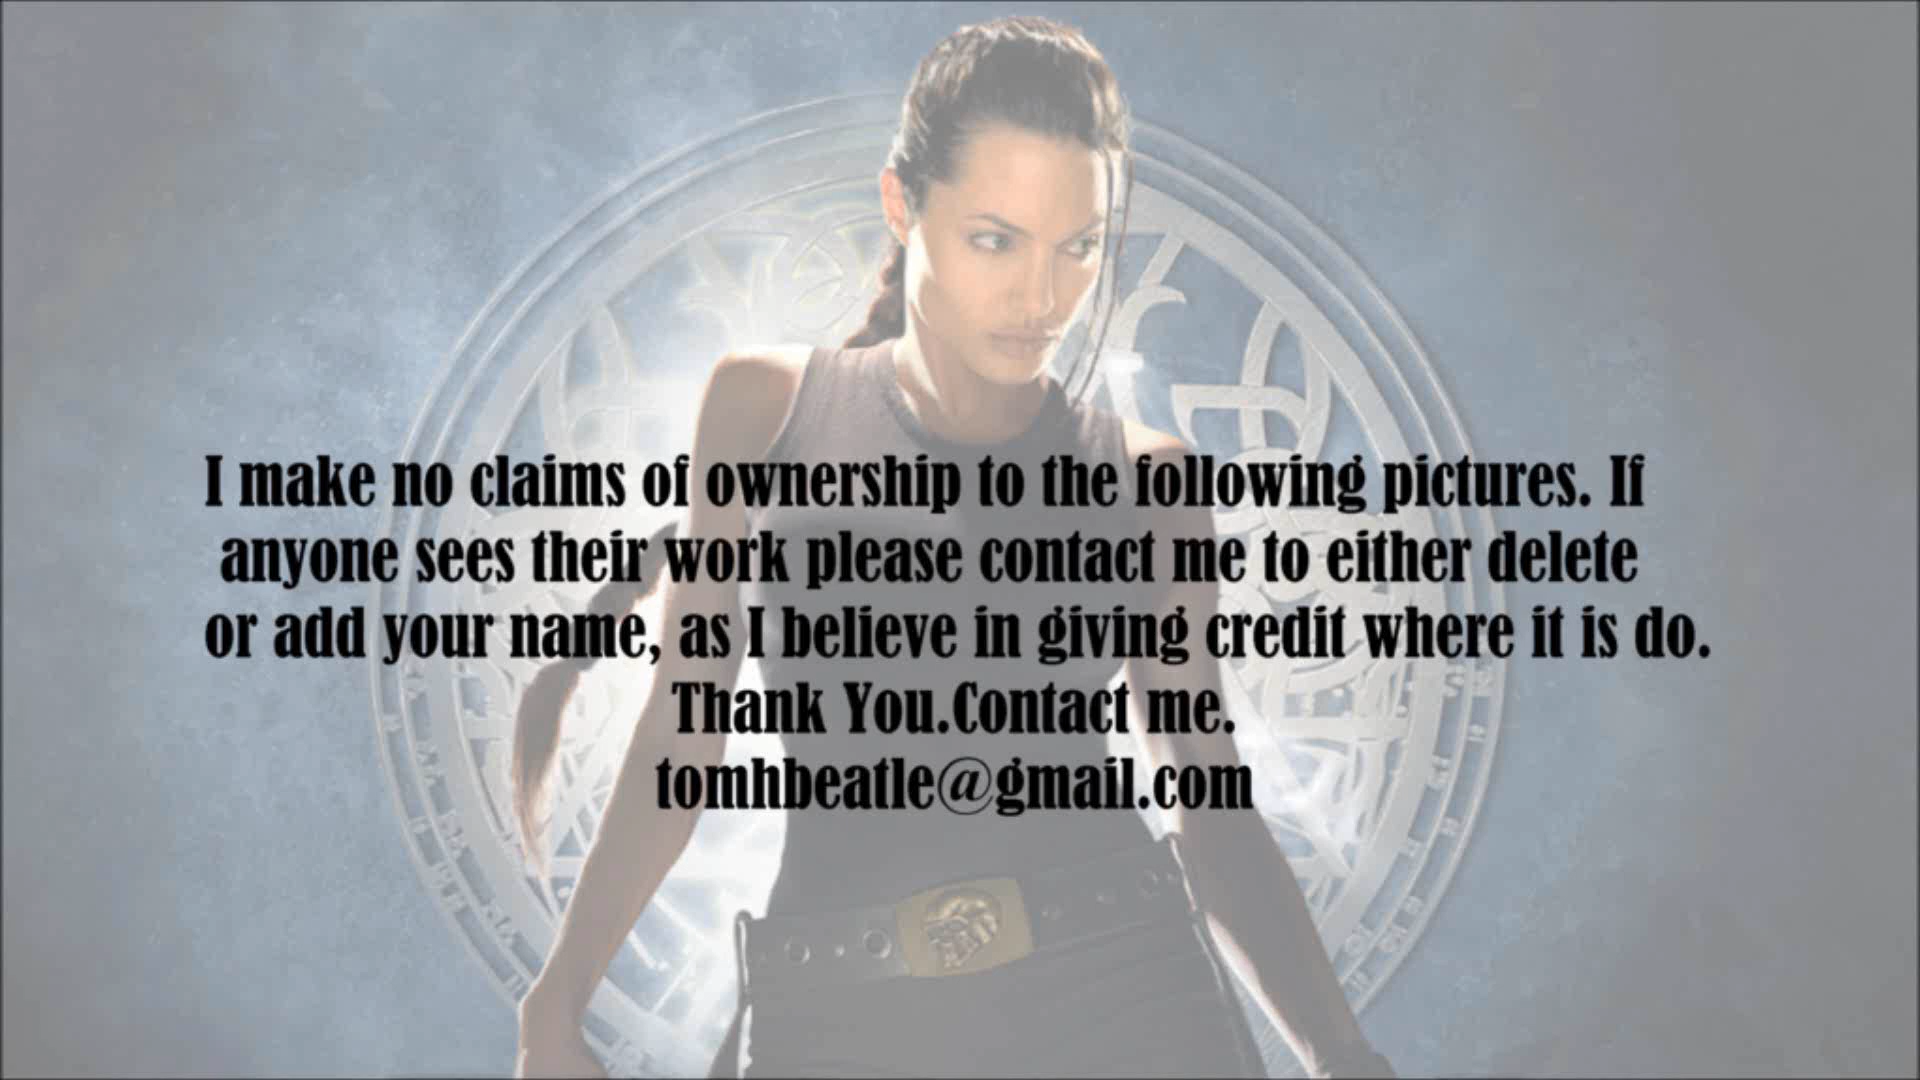 I make no claims of ownership to the following pictures. If
anyone sees their work please contact me to either delete
or add your name, as I believe in giving credit where it is do.
Thank You.Contact me.
tomhbeatle@gmail.com